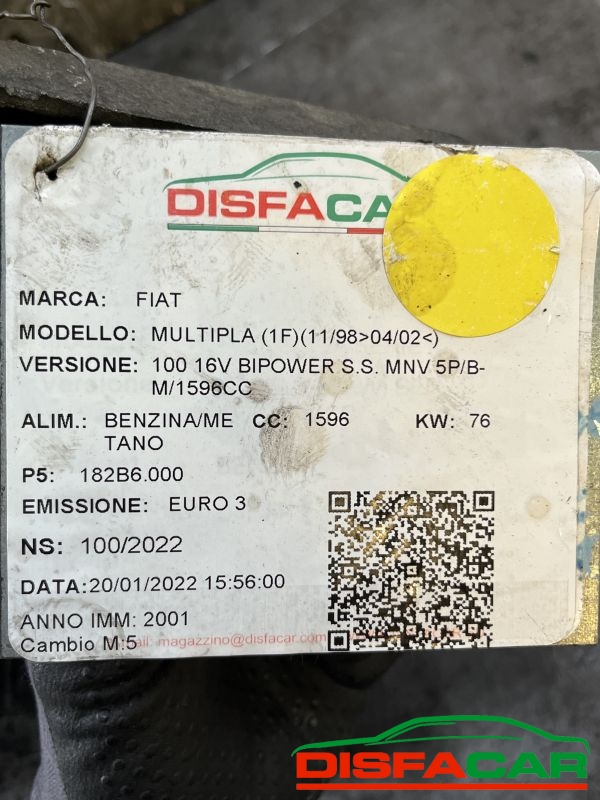 DISFACAR
MARCA: FIAT
MODELLO: MULTIPLA (1F)(11/98>04/02<)
VERSIONE: 100 16V BIPOWER S.S. MNV 5P/B-
M/1596CC
ALIM.: BENZINA/ME CC: 1596 KW: 76
TANO
P5: 182B6.000
EMISSIONE: EURO 3
NS: 100/2022
DATA:20/01/2022 15:56:00
ANNO IMM: 2001
Cambio M:5 ail: magazzino@disfacar.com
DISFACAR